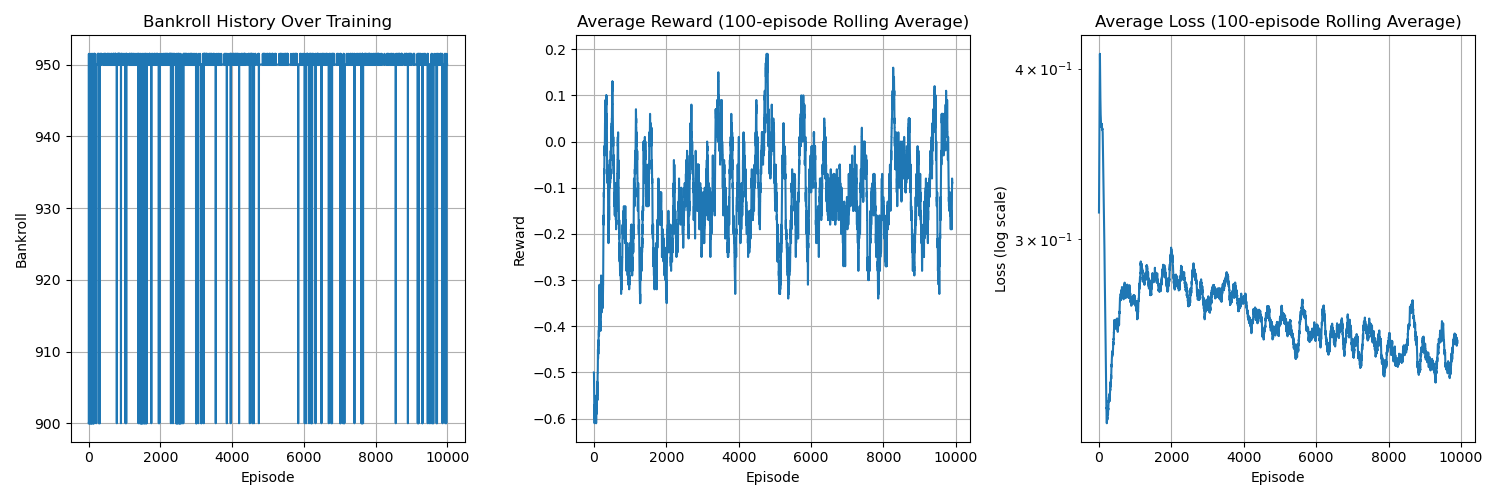 Bankroll History Over Training
Bankroll
950
940
930
920
910
900
0 2000 4000 6000 8000 10000
Episode
Average Reward (100-episode Rolling Average)
Reward
0.2
0.1
0.0
−0.1
−0.2
−0.3
−0.4
−0.5
−0.6
0 2000 4000 6000 8000 10000
Episode
Average Loss (100-episode Rolling Average)
Loss (log scale)
4 × 10⁻¹
3 × 10⁻¹
0 2000 4000 6000 8000 10000
Episode